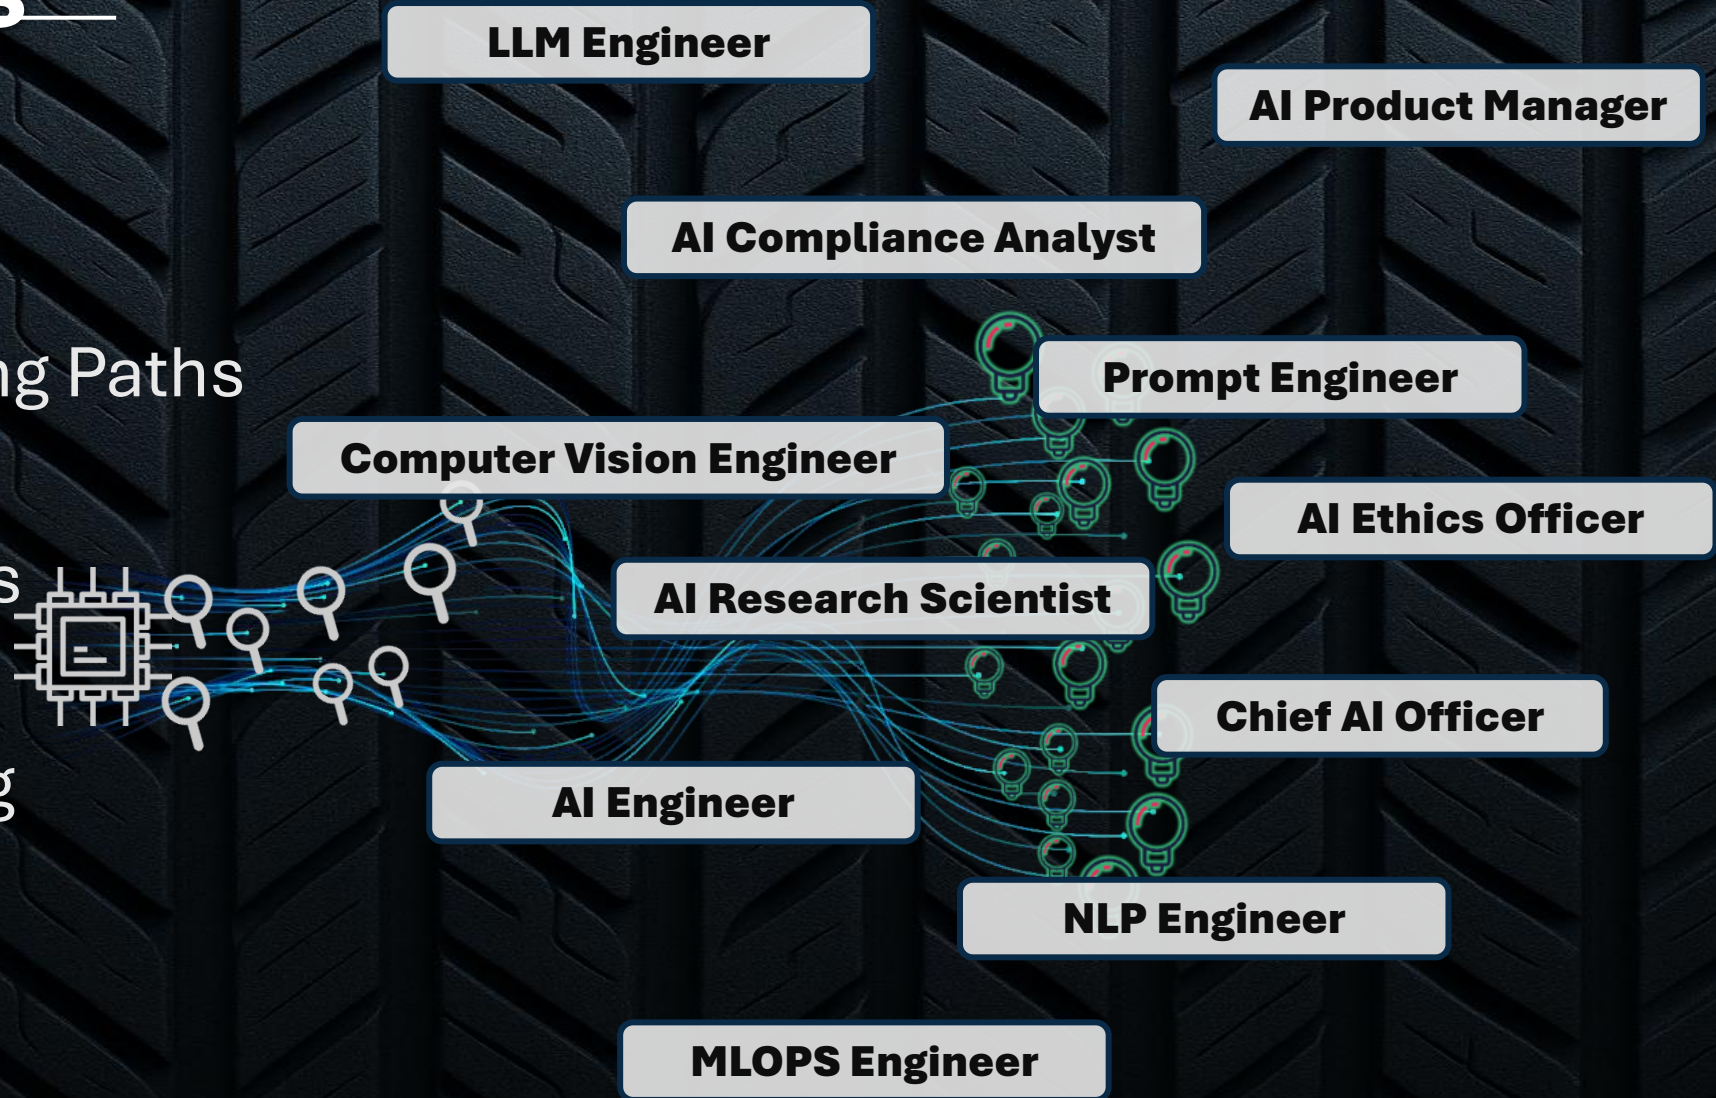 LLM Engineer
AI Product Manager
AI Compliance Analyst
Paths
Prompt Engineer
Computer Vision Engineer
AI Ethics Officer
AI Research Scientist
Chief AI Officer
AI Engineer
NLP Engineer
MLOPS Engineer